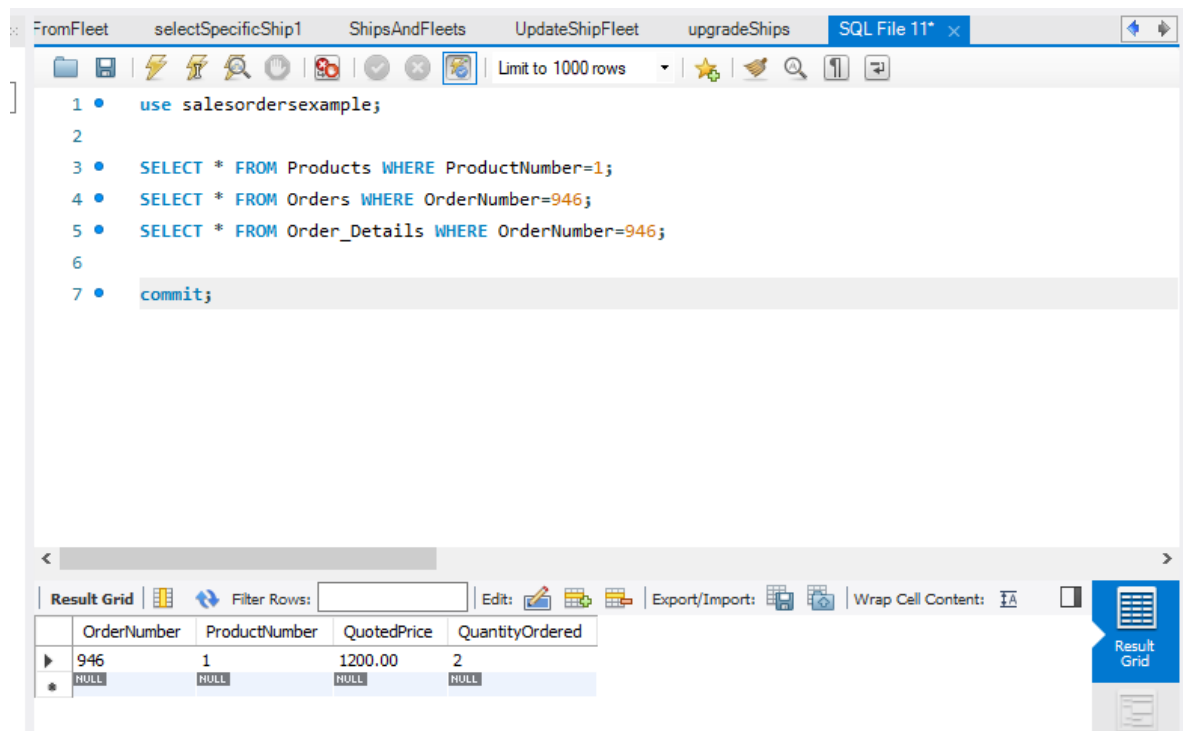 FromFleet selectSpecificShip1 ShipsAndFleets UpdateShipFleet upgradeShips SQL File 11*
Limit to 1000 rows
1 use salesordersexample;
2
3 SELECT * FROM Products WHERE ProductNumber=1;
4 SELECT * FROM Orders WHERE OrderNumber=946;
5 SELECT * FROM Order_Details WHERE OrderNumber=946;
6
7 commit;
Result Grid Filter Rows: Edit: Export/Import: Wrap Cell Content: IA
OrderNumber ProductNumber QuotedPrice QuantityOrdered
946 1 1200.00 2
NULL NULL NULL NULL
Result
Grid